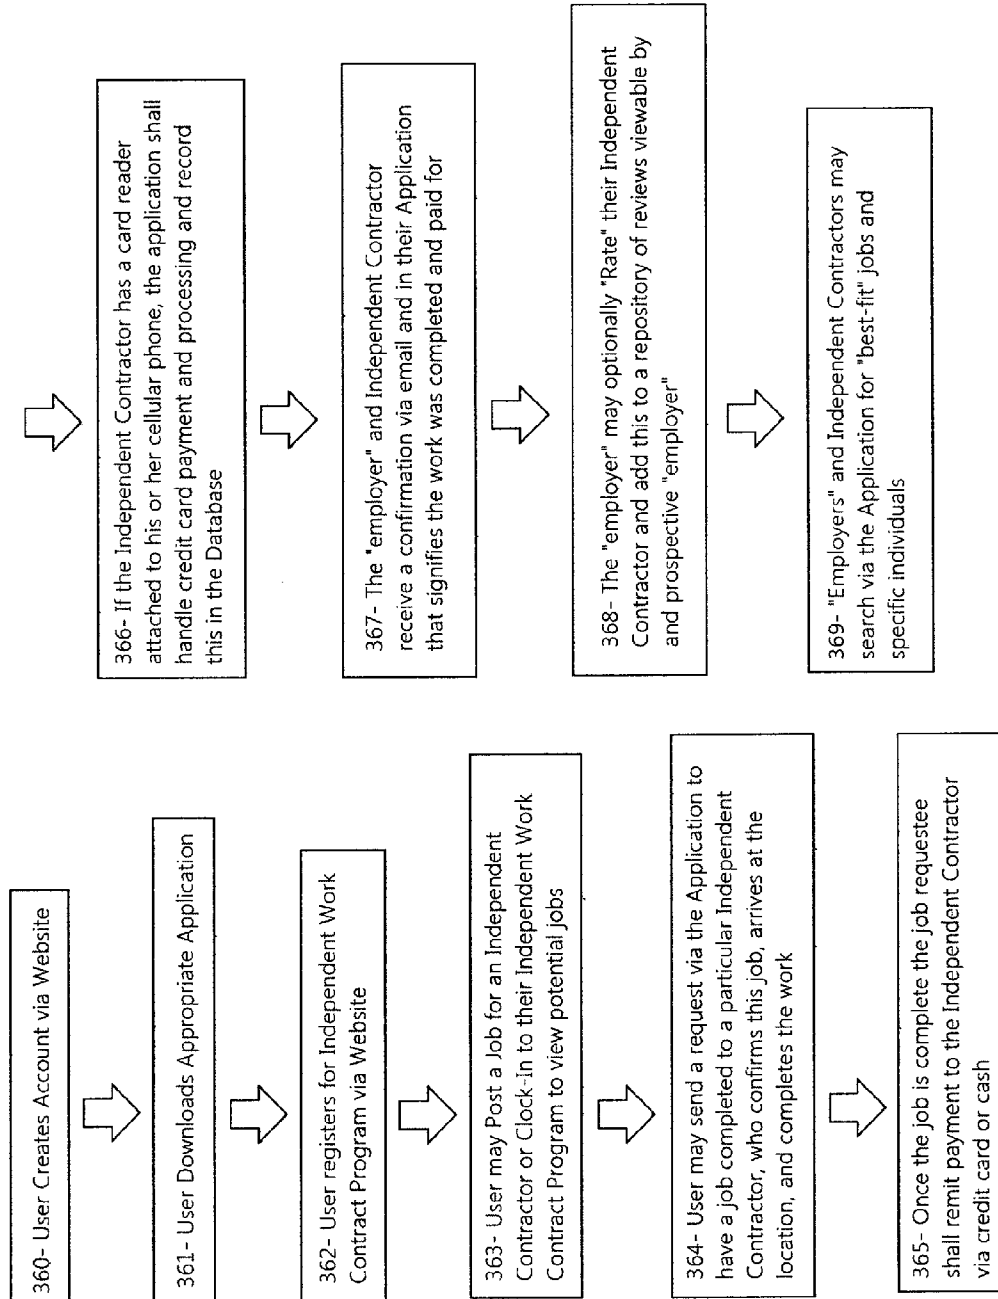 360- User Creates Account via Website
361- User Downloads Appropriate Application
362- User registers for Independent Work
Contract Program via Website
363- User may Post a Job for an Independent
Contractor or Clock-In to their Independent Work
Contract Program to view potential jobs
364- User may send a request via the Application to
have a job completed to a particular Independent
Contractor, who confirms this job, arrives at the
location, and completes the work
365- Once the job is complete the job requestee
shall remit payment to the Independent Contractor
via credit card or cash
366- If the Independent Contractor has a card reader
attached to his or her cellular phone, the application shall
handle credit card payment and processing and record
this in the Database
367- The "employer" and Independent Contractor
receive a confirmation via email and in their Application
that signifies the work was completed and paid for
368- The "employer" may optionally "Rate" their Independent
Contractor and add this to a repository of reviews viewable by
and prospective "employer"
369- "Employers" and Independent Contractors may
search via the Application for "best-fit" jobs and
specific individuals